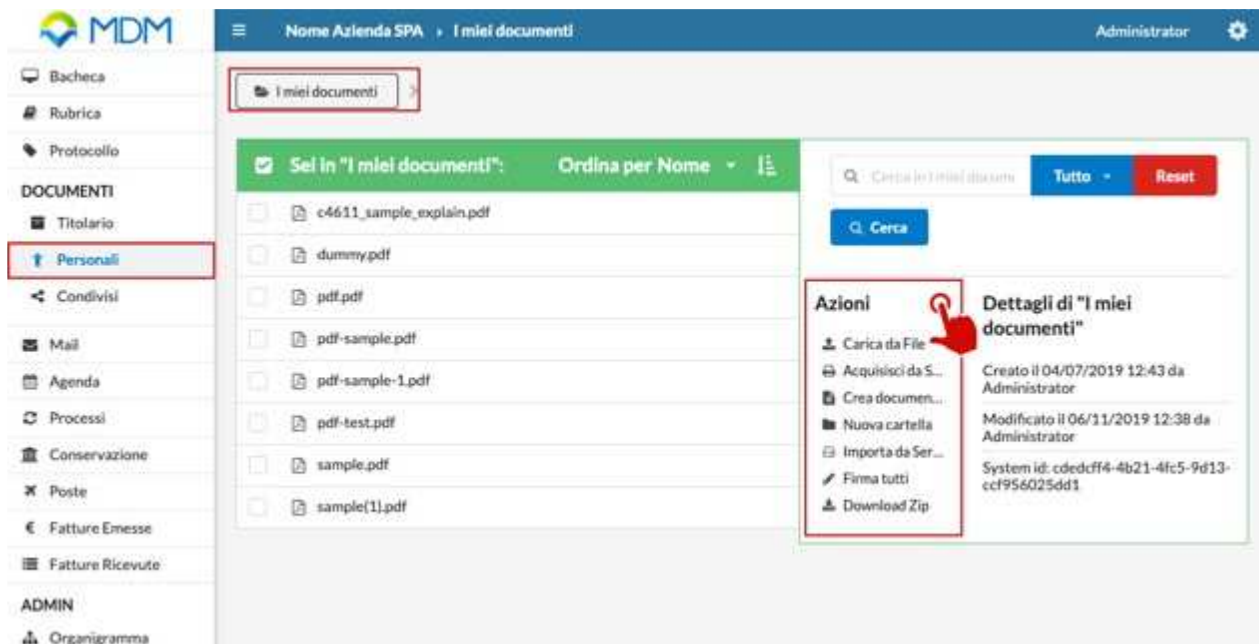 MDM
Nome Azienda SPA › I miei documenti
Administrator
Bacheca
Rubrica
Protocollo
DOCUMENTI
Titolario
Personali
Condivisi
Mail
Agenda
Processi
Conservazione
Poste
€ Fatture Emesse
Fatture Ricevute
ADMIN
Organigramma
I miei documenti
Sei in "I miei documenti":
Ordina per Nome
c4611_sample_explain.pdf
dummy.pdf
pdf.pdf
pdf-sample.pdf
pdf-sample-1.pdf
pdf-test.pdf
sample.pdf
sample(1).pdf
Cerca in I miei docume
Tutto
Reset
Cerca
Azioni
Carica da File
Acquisisci da S...
Crea documen...
Nuova cartella
Importa da Ser...
Firma tutti
Download Zip
Dettagli di "I miei
documenti"
Creato il 04/07/2019 12:43 da
Administrator
Modificato il 06/11/2019 12:38 da
Administrator
System id: cdedcff4-4b21-4fc5-9d13-
ccf956025dd1